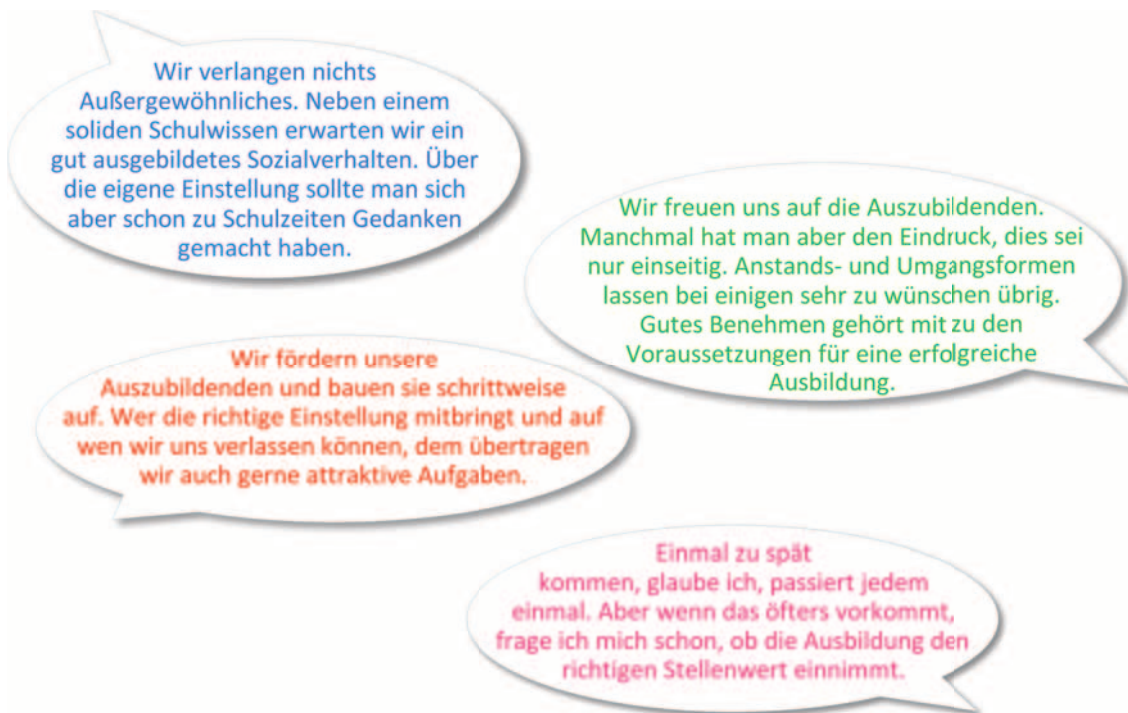 Wir verlangen nichts
Außergewöhnliches. Neben einem
soliden Schulwissen erwarten wir ein
gut ausgebildetes Sozialverhalten. Über
die eigene Einstellung sollte man sich
aber schon zu Schulzeiten Gedanken
gemacht haben.
Wir freuen uns auf die Auszubildenden.
Manchmal hat man aber den Eindruck, dies sei
nur einseitig. Anstands- und Umgangsformen
lassen bei einigen sehr zu wünschen übrig.
Gutes Benehmen gehört mit zu den
Voraussetzungen für eine erfolgreiche
Ausbildung.
Wir fördern unsere
Auszubildenden und bauen sie schrittweise
auf. Wer die richtige Einstellung mitbringt und auf
wen wir uns verlassen können, dem übertragen
wir auch gerne attraktive Aufgaben.
Einmal zu spät
kommen, glaube ich, passiert jedem
einmal. Aber wenn das öfters vorkommt,
frage ich mich schon, ob die Ausbildung den
richtigen Stellenwert einnimmt.